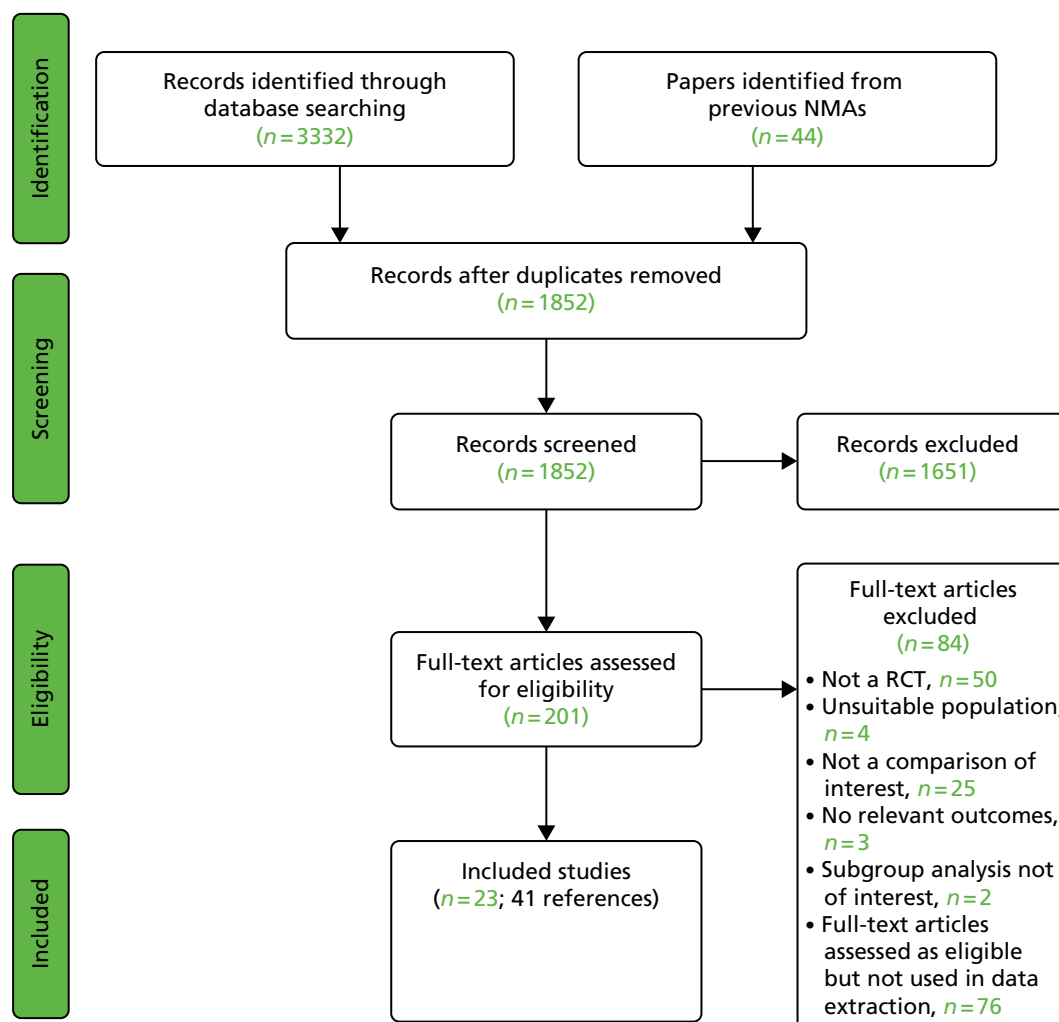 Identification
Records identified through
database searching
(n=3332)
Papers identified from
previous NMAs
(n=44)
Records after duplicates removed
(n=1852)
Screening
Records screened
(n=1852)
Records excluded
(n=1651)
Eligibility
Full-text articles assessed
for eligibility
(n=201)
Full-text articles
excluded
(n=84)
• Not a RCT, n=50
• Unsuitable population,
n=4
• Not a comparison of
interest, n=25
• No relevant outcomes,
n=3
• Subgroup analysis not
of interest, n=2
• Full-text articles
assessed as eligible
but not used in data
extraction, n=76
Included
Included studies
(n=23; 41 references)